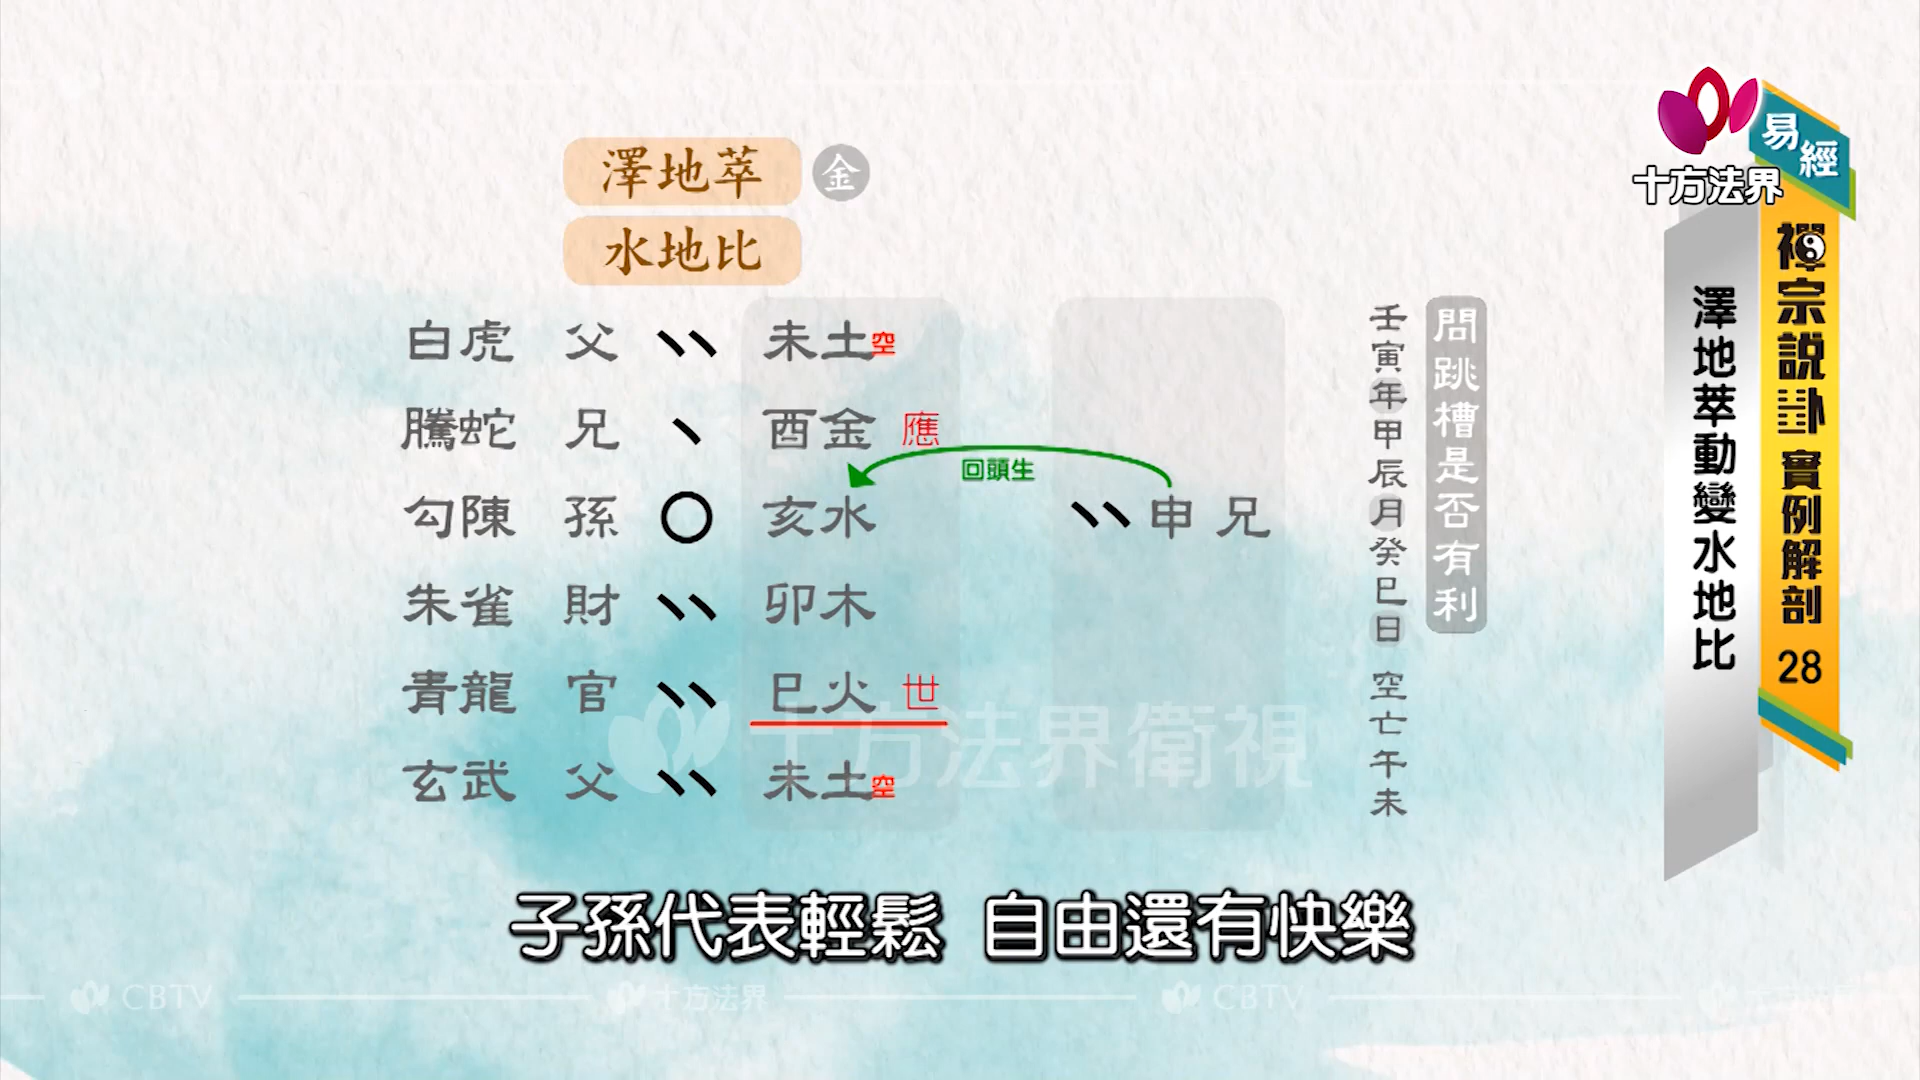 澤地萃 金
水地比
白虎 父 未土空
騰蛇 兄 酉金 應
回頭生
勾陳 孫 亥水 申 兄
朱雀 財 卯木
青龍 官 巳火 世
玄武 父 未土空
問跳槽是否有利
壬寅年甲辰月癸巳日 空亡午未
十方法界
易經
禪宗說卦 實例解剖 28
澤地萃動變水地比
十方法界衛視
子孫代表輕鬆 自由還有快樂
CBTV 十方法界 CBTV